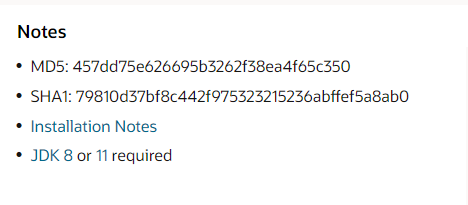 Notes
• MD5: 457dd75e626695b3262f38ea4f65c350
• SHA1: 79810d37bf8c442f975323215236abffef5a8ab0
• Installation Notes
• JDK 8 or 11 required